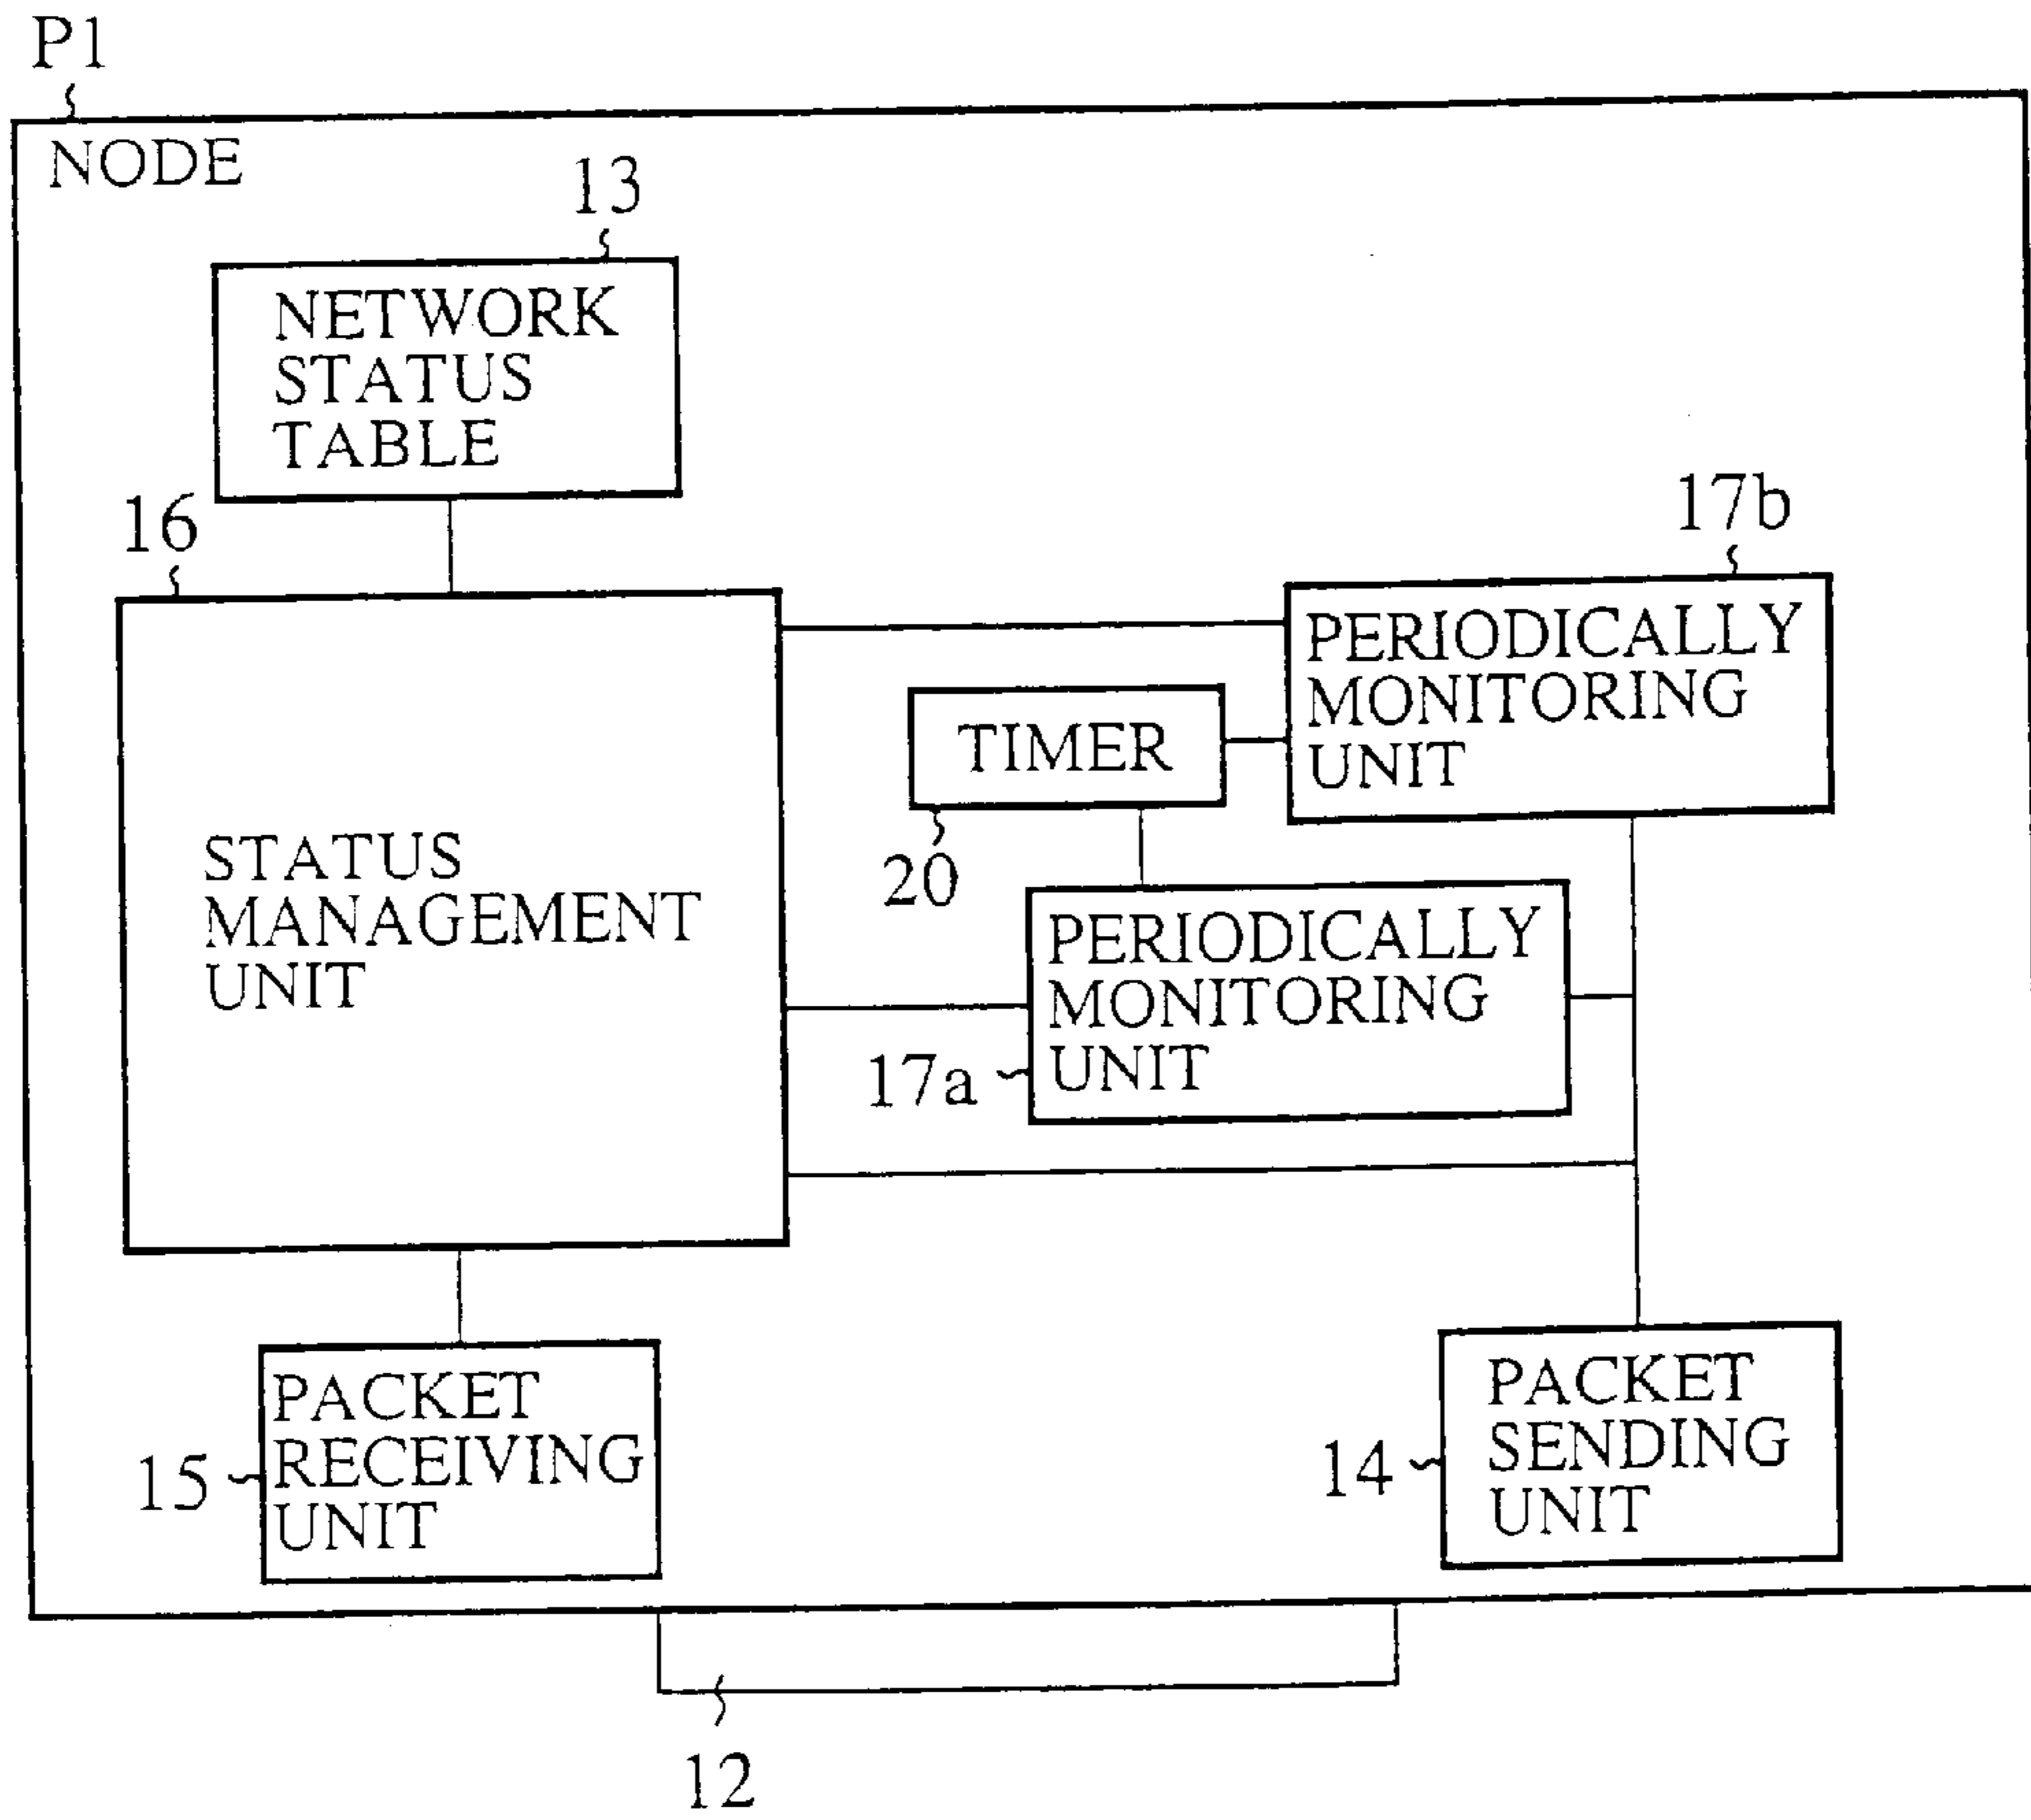 P1
NODE
13
NETWORK
STATUS
TABLE
16
17b
PERIODICALLY
MONITORING
UNIT
TIMER
20
STATUS
MANAGEMENT
UNIT
PERIODICALLY
MONITORING
UNIT
17a
PACKET
RECEIVING
UNIT
15
PACKET
SENDING
UNIT
14
12